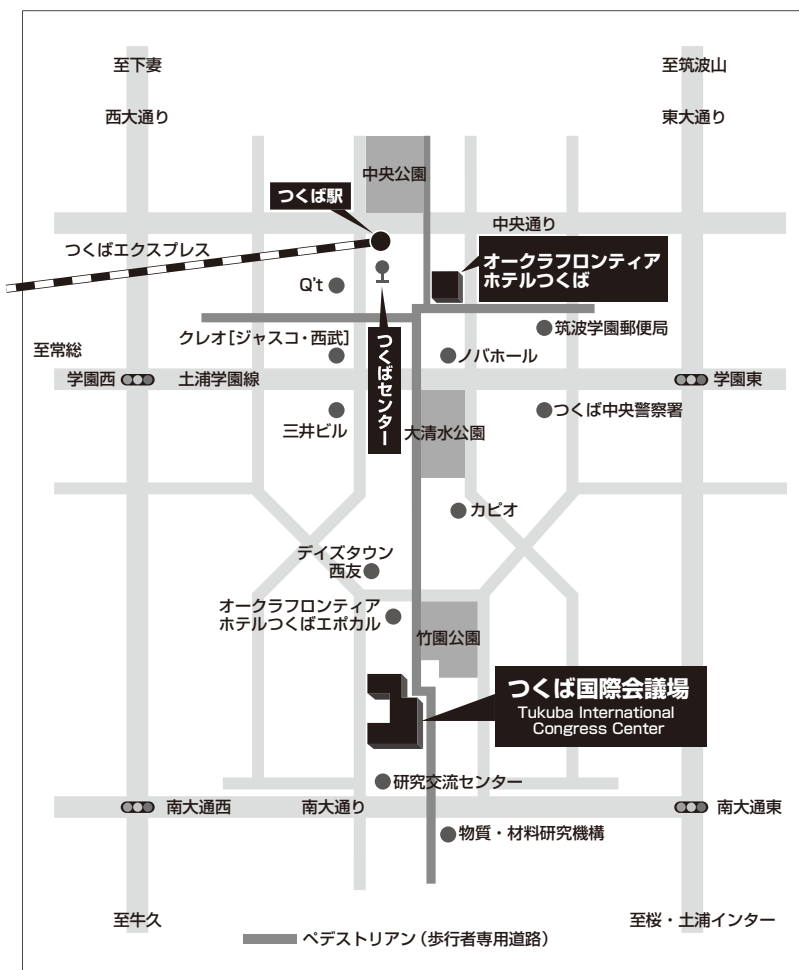 至下妻
至筑波山
西大通り
東大通り
中央公園
つくば駅
中央通り
つくばエクスプレス
オークラフロンティア
ホテルつくば
Q't
筑波学園郵便局
クレオ[ジャスコ・西武]
つくばセンター
ノバホール
至常総
学園西
土浦学園線
学園東
三井ビル
大清水公園
つくば中央警察署
カピオ
デイズタウン
西友
オークラフロンティア
ホテルつくばエポカル
竹園公園
つくば国際会議場
Tukuba International
Congress Center
研究交流センター
南大通西
南大通り
南大通東
物質・材料研究機構
至牛久
至桜・土浦インター
ペデストリアン(歩行者専用道路)